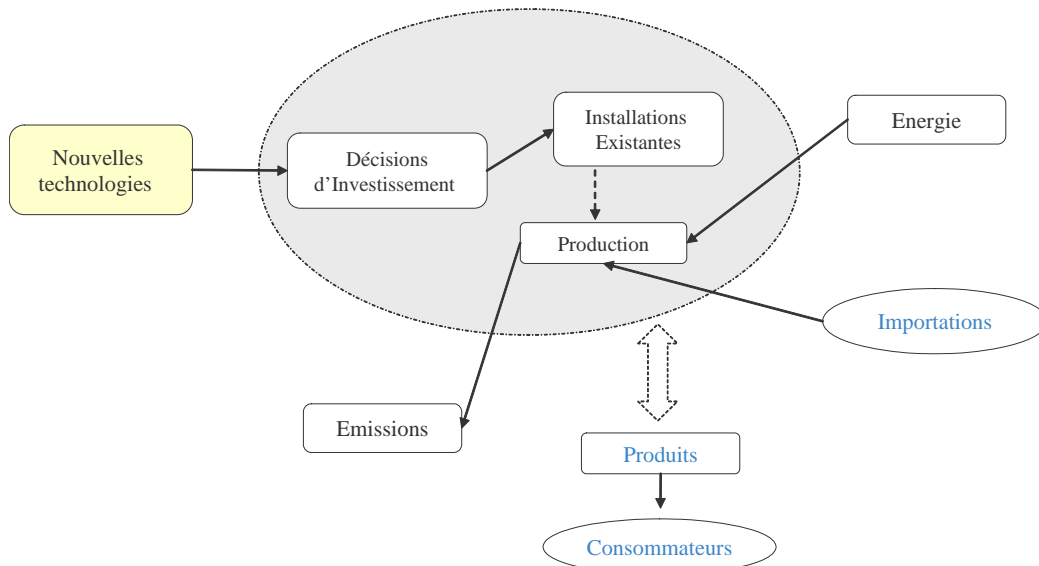 Nouvelles
technologies
Décisions
d’Investissement
Installations
Existantes
Energie
Production
Importations
Emissions
Produits
Consommateurs